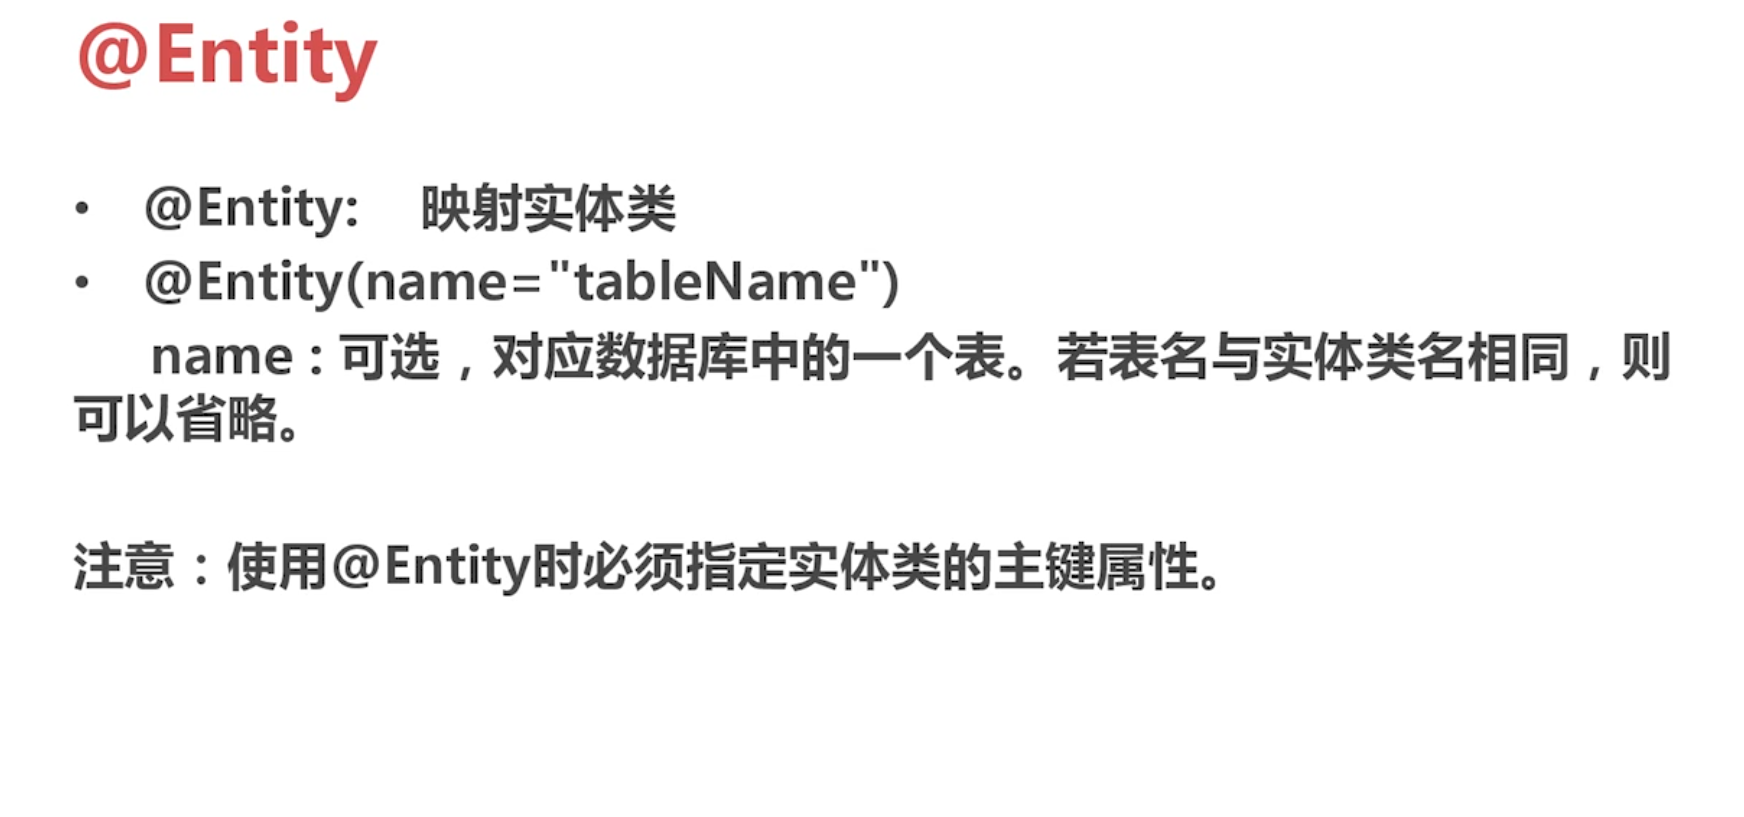 @Entity
• @Entity: 映射实体类
• @Entity(name="tableName")
name：可选，对应数据库中的一个表。若表名与实体类名相同，则
可以省略。
注意：使用@Entity时必须指定实体类的主键属性。